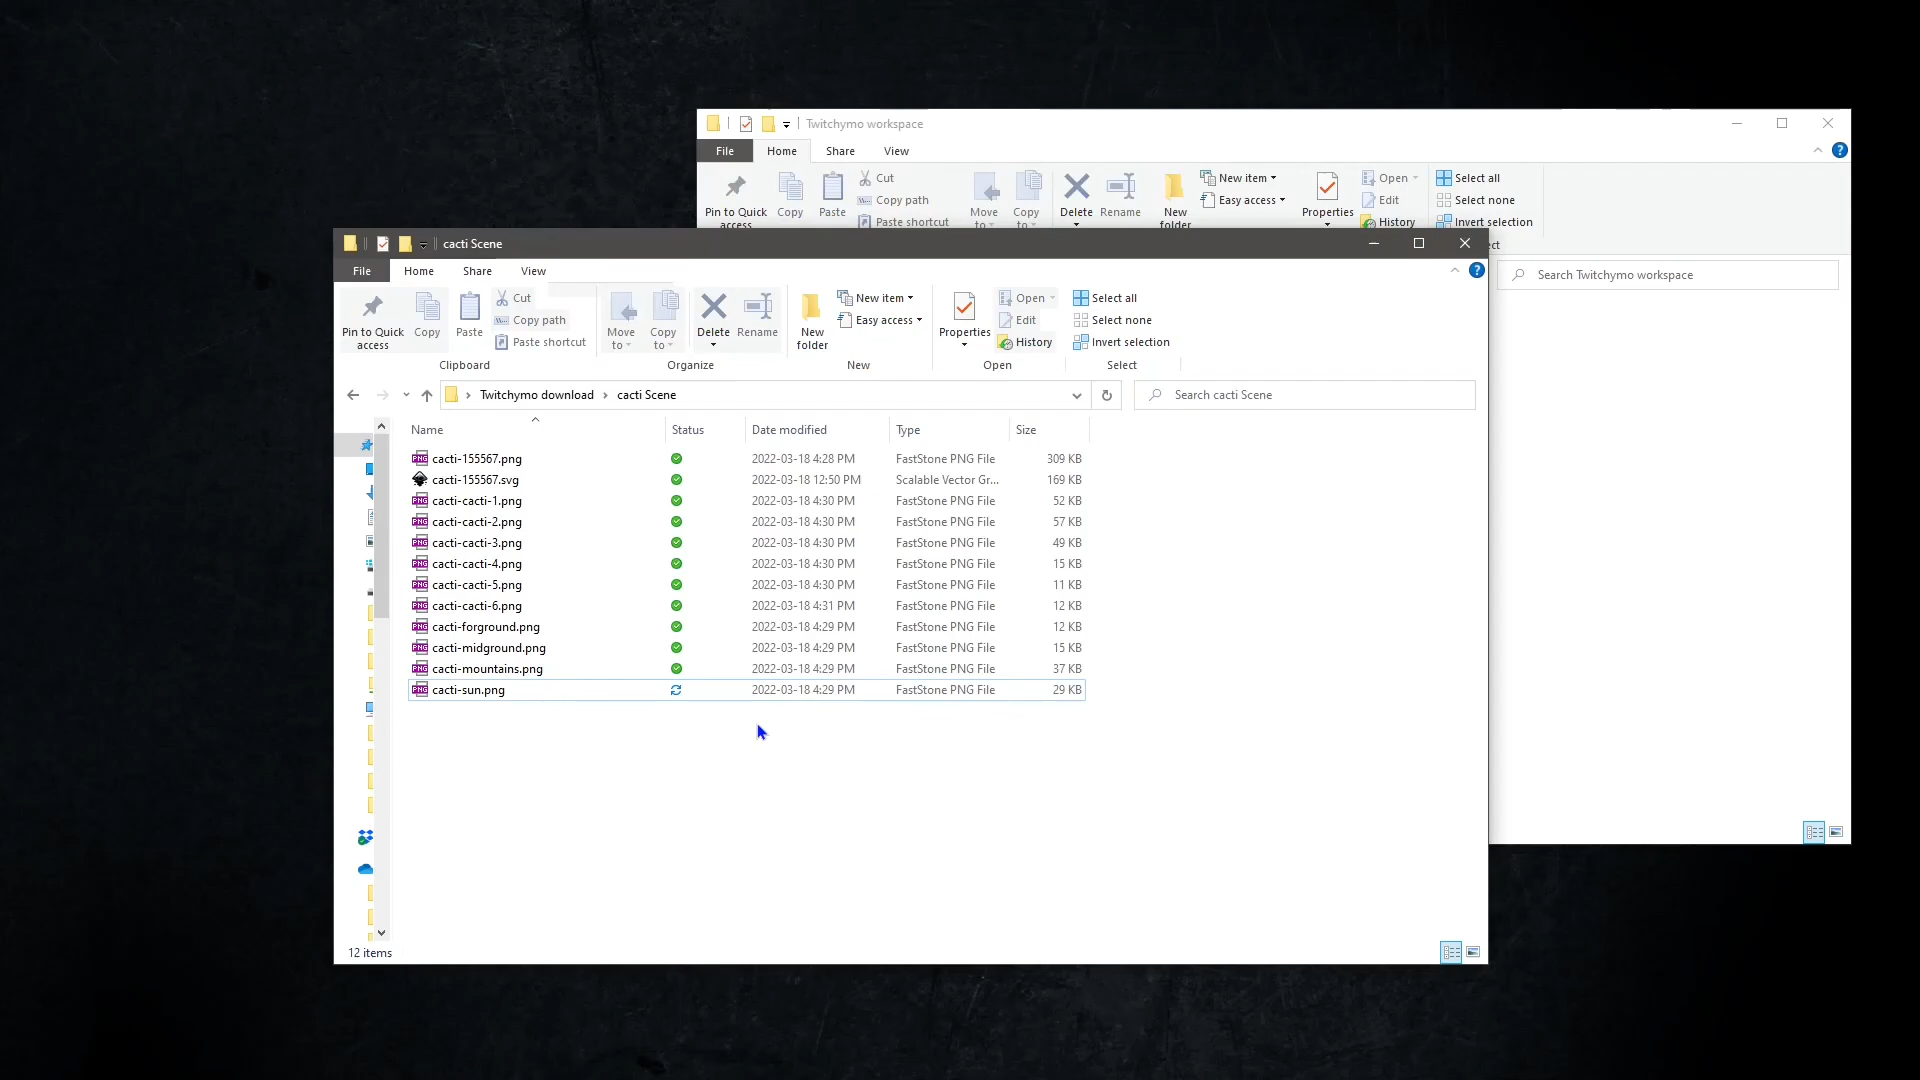 Twitchymo workspace
File Home Share View
Pin to Quick access Copy Paste Cut Copy path Paste shortcut Move to Copy to Delete Rename New folder New item Easy access Properties Open Edit History Select all Select none Invert selection
Search Twitchymo workspace
cacti Scene
File Home Share View
Pin to Quick access Copy Paste Cut Copy path Paste shortcut Move to Copy to Delete Rename New folder New item Easy access Properties Open Edit History Select all Select none Invert selection
Clipboard Organize New Open Select
Twitchymo download > cacti Scene
Search cacti Scene
Name Status Date modified Type Size
cacti-155567.png 2022-03-18 4:28 PM FastStone PNG File 309 KB
cacti-155567.svg 2022-03-18 12:50 PM Scalable Vector Gr... 169 KB
cacti-cacti-1.png 2022-03-18 4:30 PM FastStone PNG File 52 KB
cacti-cacti-2.png 2022-03-18 4:30 PM FastStone PNG File 57 KB
cacti-cacti-3.png 2022-03-18 4:30 PM FastStone PNG File 49 KB
cacti-cacti-4.png 2022-03-18 4:30 PM FastStone PNG File 15 KB
cacti-cacti-5.png 2022-03-18 4:30 PM FastStone PNG File 11 KB
cacti-cacti-6.png 2022-03-18 4:31 PM FastStone PNG File 12 KB
cacti-forground.png 2022-03-18 4:29 PM FastStone PNG File 12 KB
cacti-midground.png 2022-03-18 4:29 PM FastStone PNG File 15 KB
cacti-mountains.png 2022-03-18 4:29 PM FastStone PNG File 37 KB
cacti-sun.png 2022-03-18 4:29 PM FastStone PNG File 29 KB
12 items